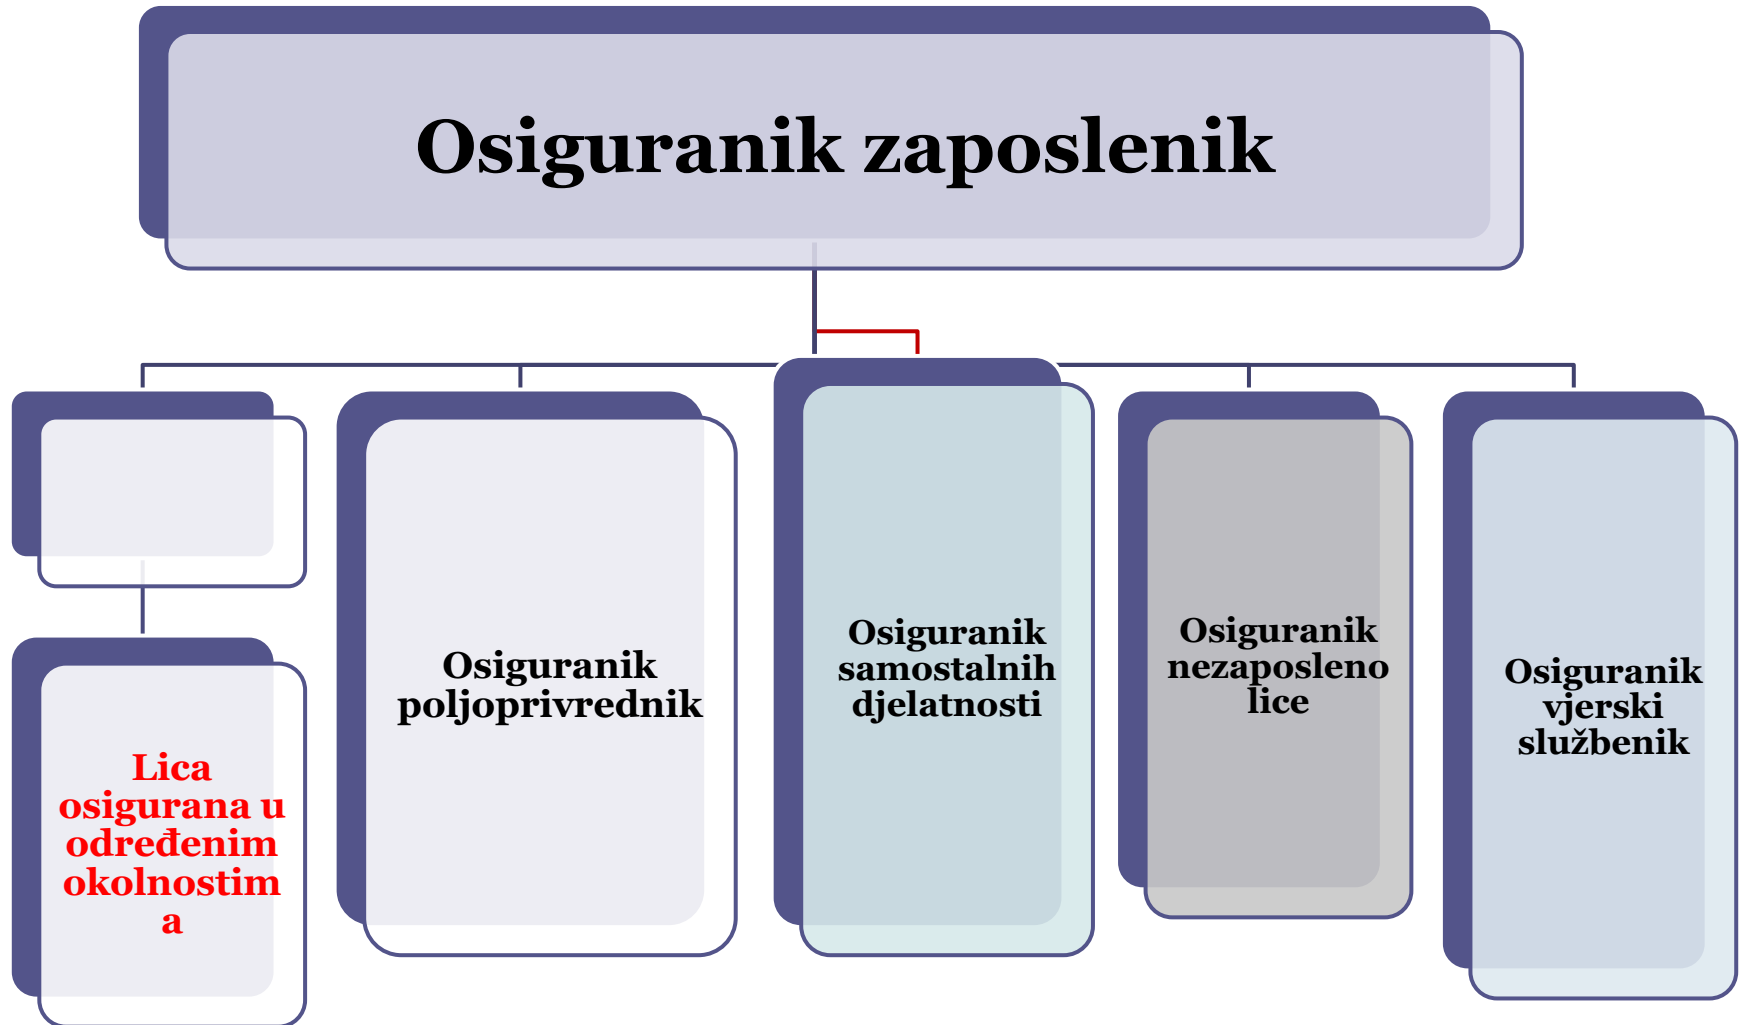 Osiguranik zaposlenik
Lica
osigurana u
određenim
okolnostim
a
Osiguranik
poljoprivrednik
Osiguranik
samostalnih
djelatnosti
Osiguranik
nezaposleno
lice
Osiguranik
vjerski
službenik